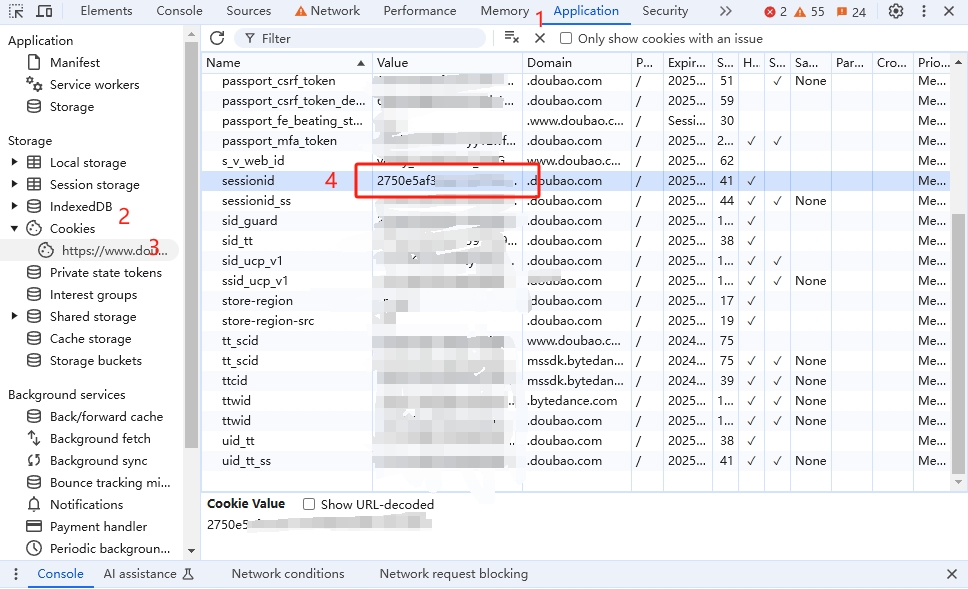 Elements Console Sources Network Performance Memory 1 Application Security 2 55 24
Filter Only show cookies with an issue
Application
Manifest
Service workers
Storage
Storage
Local storage
Session storage
IndexedDB
2
Cookies
https://www.dou... 3
Private state tokens
Interest groups
Shared storage
Cache storage
Storage buckets
Background services
Back/forward cache
Background fetch
Background sync
Bounce tracking mi...
Notifications
Payment handler
Periodic backgroun...
Name Value Domain P... Expir... S... H.. S... Sa... Par... Cro... Prio...
passport_csrf_token .doubao.com / 2025... 51 ✓ None Me...
passport_csrf_token_de... .doubao.com / 2025... 59 Me...
passport_fe_beating_st... .www.doubao.c... / Sessi... 30 Me...
passport_mfa_token .doubao.com / 2025... 2... ✓ ✓ Me...
s_v_web_id www.doubao.c... / 2025... 62 Me...
sessionid 4 2750e5af3 .doubao.com / 2025... 41 ✓ Me...
sessionid_ss .doubao.com / 2025... 44 ✓ ✓ None Me...
sid_guard .doubao.com / 2025... 1... ✓ Me...
sid_tt .doubao.com / 2025... 38 ✓ Me...
sid_ucp_v1 .doubao.com / 2025... 1... ✓ ✓ Me...
ssid_ucp_v1 .doubao.com / 2025... 1... ✓ ✓ None Me...
store-region .doubao.com / 2025... 17 ✓ Me...
store-region-src .doubao.com / 2025... 19 ✓ Me...
tt_scid www.doubao.c... / 2025... 75 Me...
tt_scid mssdk.bytedan... / 2024... 75 ✓ ✓ None Me...
ttcid mssdk.bytedan... / 2024... 39 ✓ ✓ None Me...
ttwid .bytedance.com / 2025... 1... ✓ ✓ None Me...
ttwid .doubao.com / 2025... 1... ✓ ✓ None Me...
uid_tt .doubao.com / 2025... 38 ✓ Me...
uid_tt_ss .doubao.com / 2025... 41 ✓ ✓ None Me...
Cookie Value Show URL-decoded
2750e5
Console AI assistance Network conditions Network request blocking